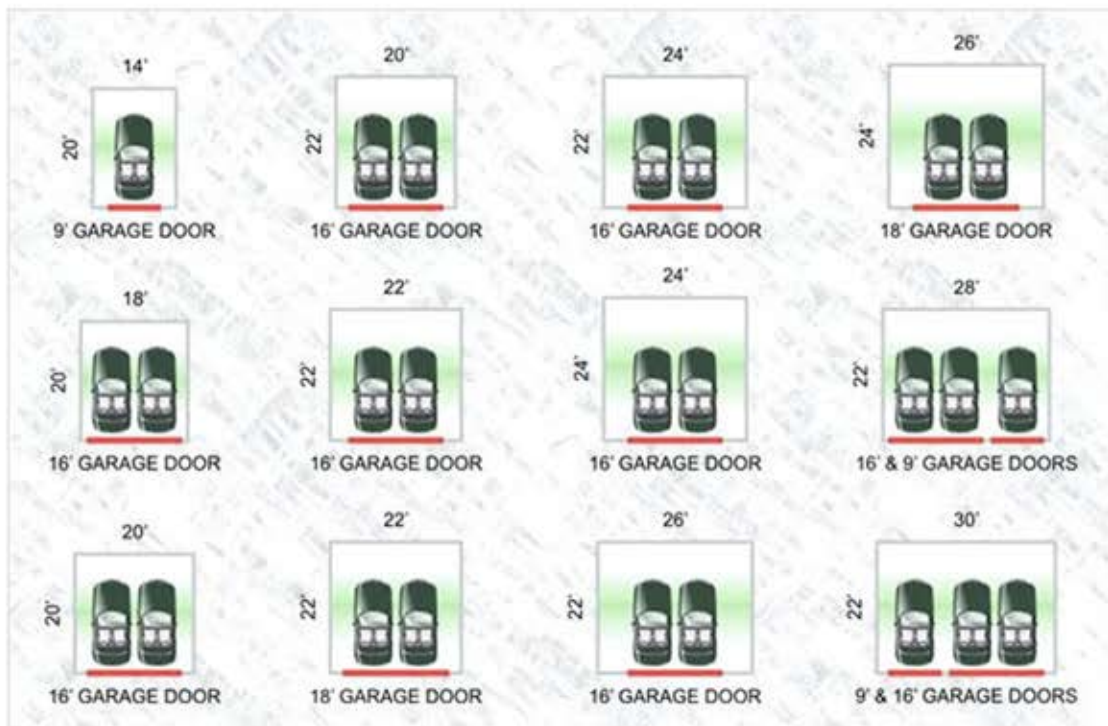 14'
20'
9' GARAGE DOOR
20'
22'
16' GARAGE DOOR
24'
22'
16' GARAGE DOOR
26'
24'
18' GARAGE DOOR
18'
20'
16' GARAGE DOOR
22'
22'
16' GARAGE DOOR
24'
24'
16' GARAGE DOOR
28'
22'
16' & 9' GARAGE DOORS
20'
20'
16' GARAGE DOOR
22'
22'
18' GARAGE DOOR
26'
22'
16' GARAGE DOOR
30'
22'
9' & 16' GARAGE DOORS